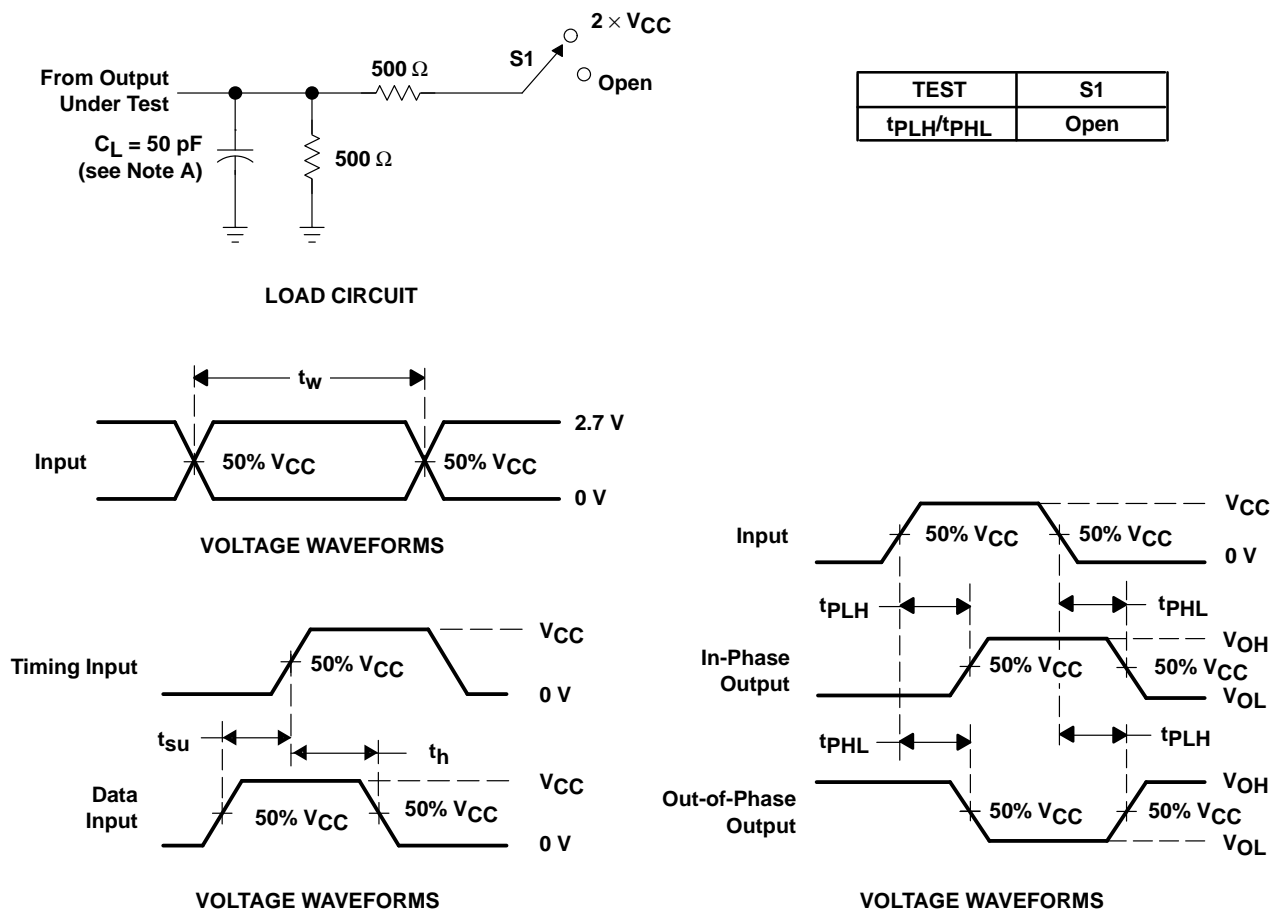 2 × VCC
S1
Open
500 Ω
From Output
Under Test
CL = 50 pF
(see Note A)
500 Ω
LOAD CIRCUIT
TEST S1
tPLH/tPHL Open
tw
Input
50% VCC
50% VCC
2.7 V
0 V
VOLTAGE WAVEFORMS
Timing Input
50% VCC
VCC
0 V
tsu
th
Data
Input
50% VCC
50% VCC
VCC
0 V
VOLTAGE WAVEFORMS
Input
50% VCC
50% VCC
VCC
0 V
tPLH
tPHL
In-Phase
Output
50% VCC
50% VCC
VOH
VOL
tPHL
tPLH
Out-of-Phase
Output
50% VCC
50% VCC
VOH
VOL
VOLTAGE WAVEFORMS